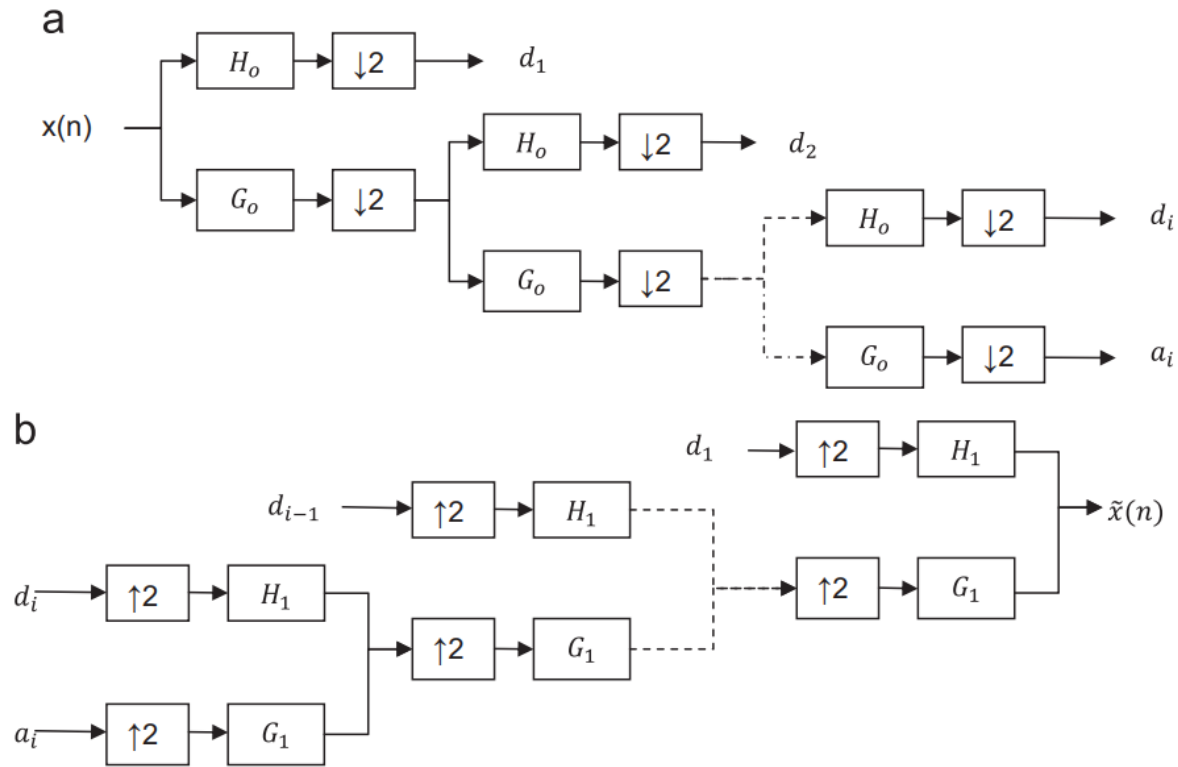 a
H_o ↓2 d_1
x(n)
H_o ↓2 d_2
G_o ↓2
H_o ↓2 d_i
G_o ↓2
G_o ↓2 a_i
b
d_1 ↑2 H_1
d_{i−1} ↑2 H_1
x̃(n)
d_i ↑2 H_1
↑2 G_1
↑2 G_1
a_i ↑2 G_1